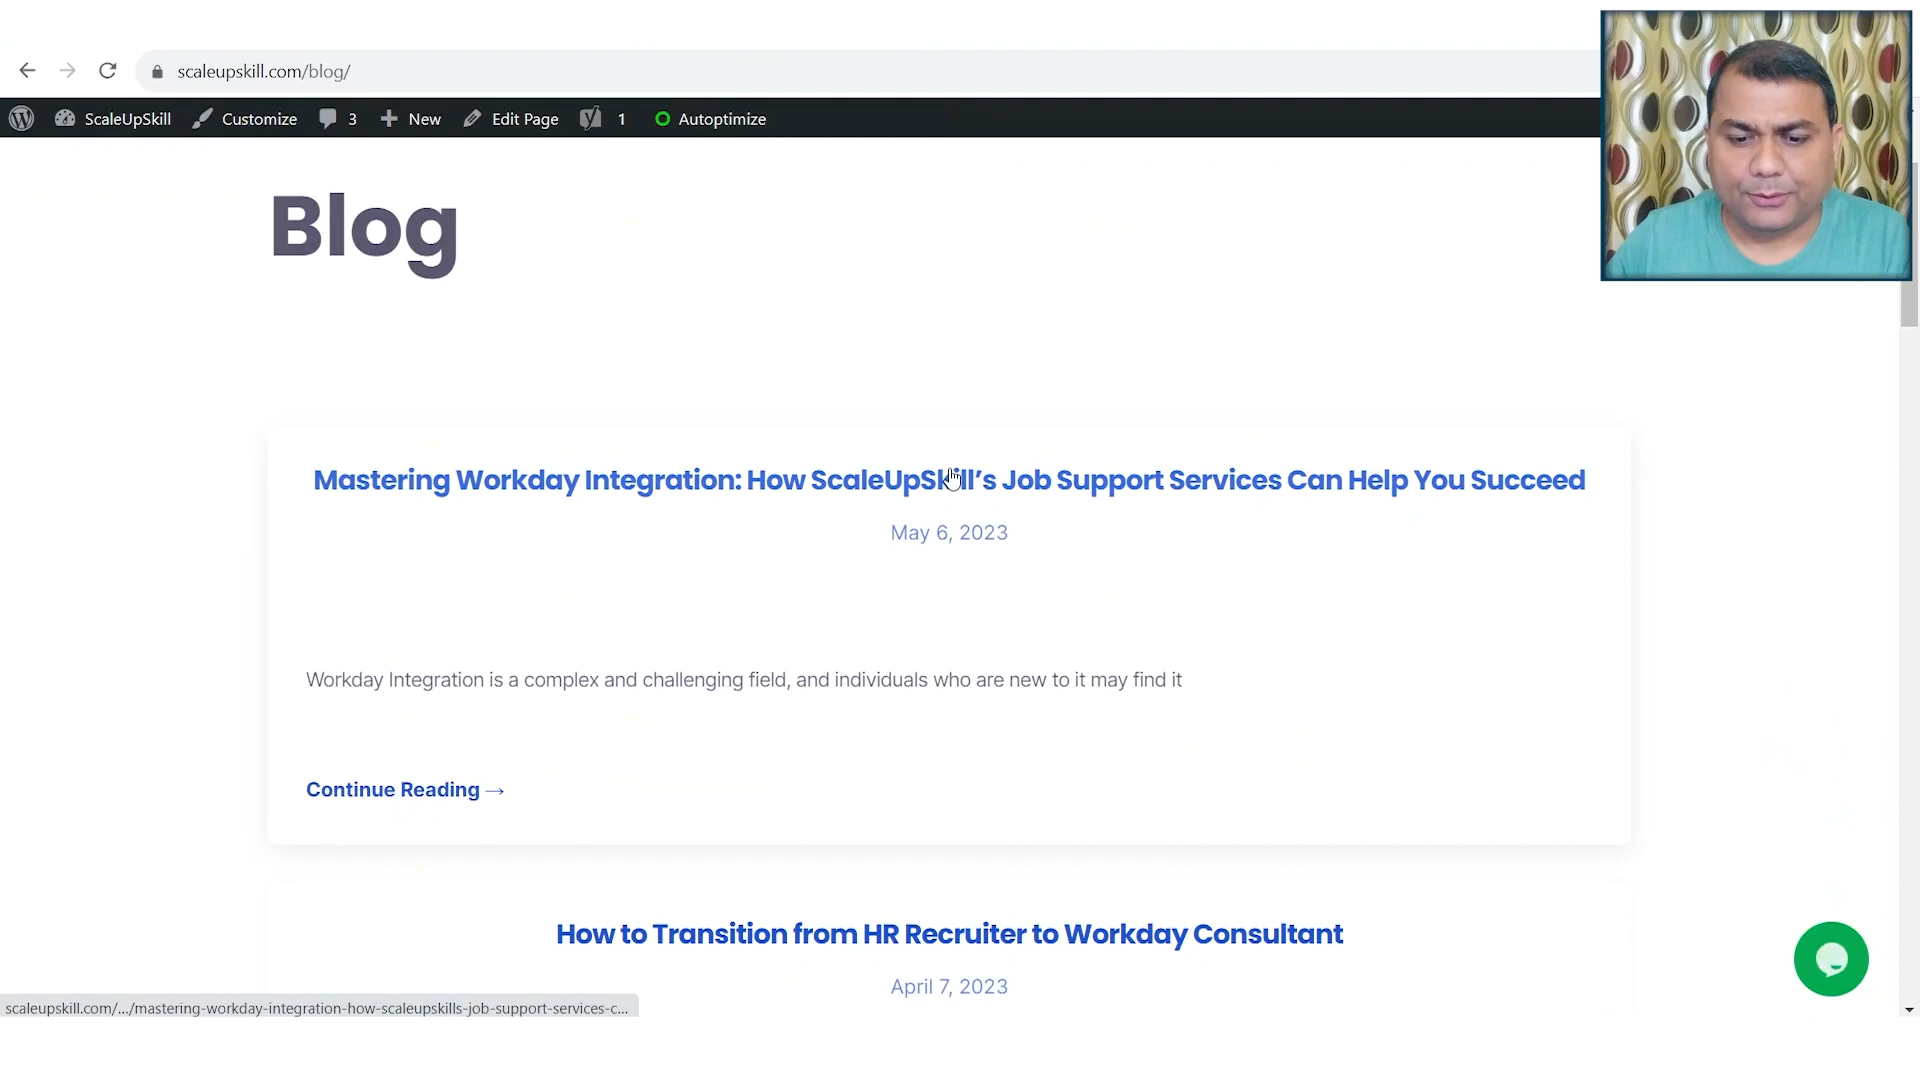 scaleupskill.com/blog/
ScaleUpSkill Customize 3 New Edit Page 1 Autoptimize
Blog
Mastering Workday Integration: How ScaleUpSkill’s Job Support Services Can Help You Succeed
May 6, 2023
Workday Integration is a complex and challenging field, and individuals who are new to it may find it
Continue Reading →
How to Transition from HR Recruiter to Workday Consultant
April 7, 2023
scaleupskill.com/.../mastering-workday-integration-how-scaleupskills-job-support-services-c...